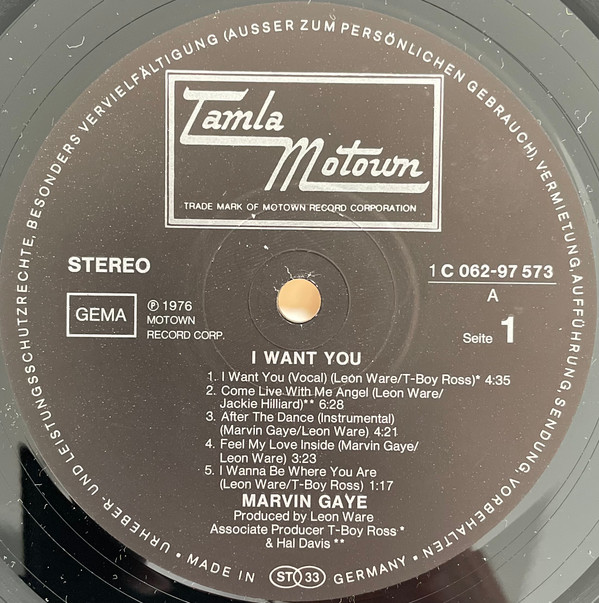 URHEBER- UND LEISTUNGSSCHUTZRECHTE, BESONDERS VERVIELFÄLTIGUNG (AUSSER ZUM PERSÖNLICHEN GEBRAUCH), VERMIETUNG, AUFFÜHRUNG, SENDUNG, VORBEHALTEN •
Tamla
Motown
TRADE MARK OF MOTOWN RECORD CORPORATION
STEREO
1 C 062-97 573
A
GEMA
℗ 1976
MOTOWN
RECORD CORP.
Seite 1
I WANT YOU
1. I Want You (Vocal) (Leon Ware/T-Boy Ross)* 4:35
2. Come Live With Me Angel (Leon Ware/
Jackie Hilliard)** 6:28
3. After The Dance (Instrumental)
(Marvin Gaye/Leon Ware) 4:21
4. Feel My Love Inside (Marvin Gaye/
Leon Ware) 3:23
5. I Wanna Be Where You Are
(Leon Ware/T-Boy Ross) 1:17
MARVIN GAYE
Produced by Leon Ware
Associate Producer T-Boy Ross *
& Hal Davis **
• MADE IN ST 33 GERMANY •